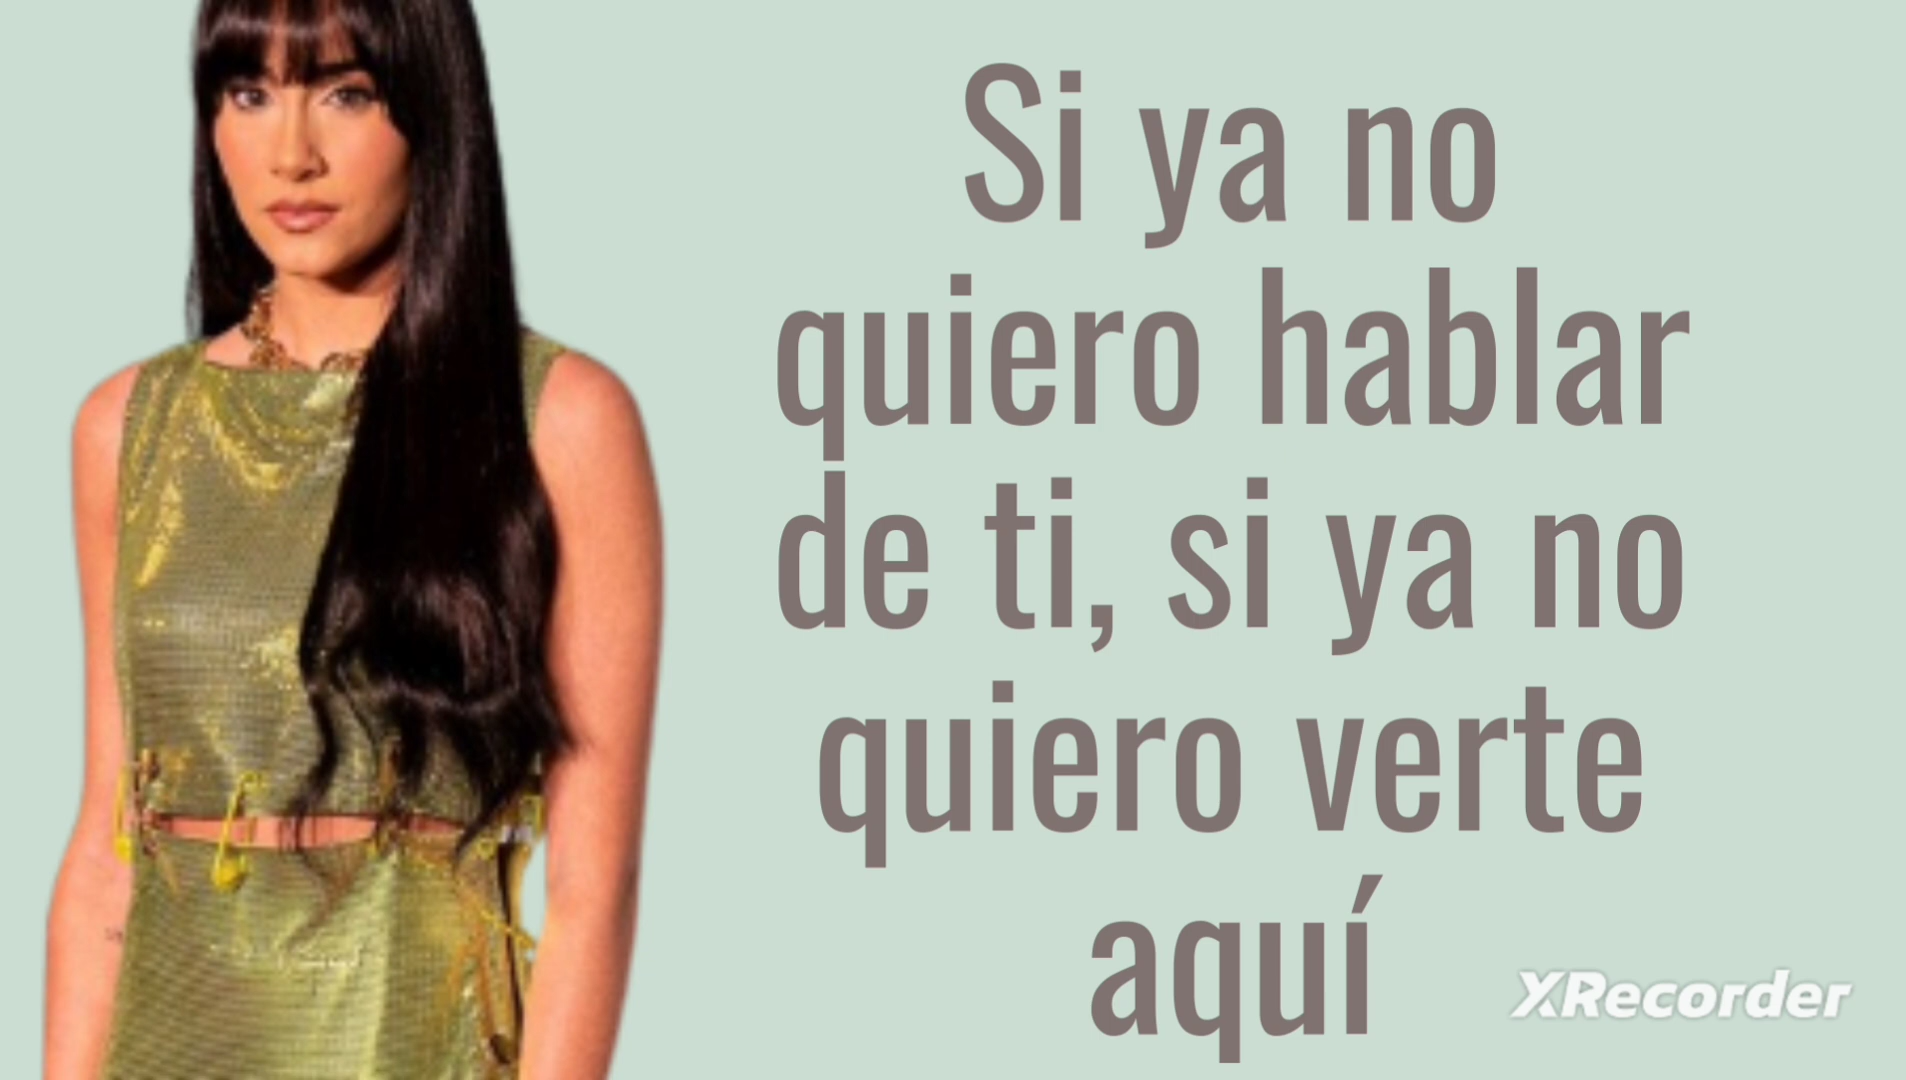 Si ya no
quiero hablar
de ti, si ya no
quiero verte
aquí
XRecorder